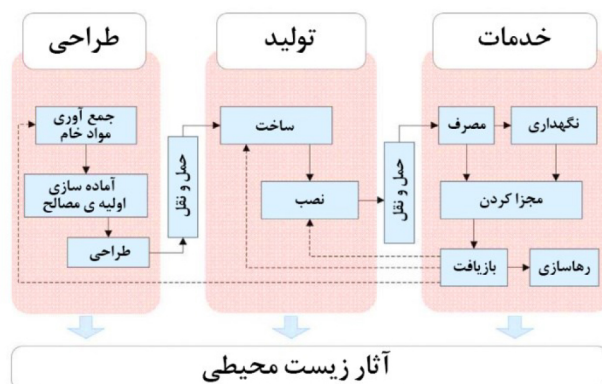 طراحی
تولید
خدمات
جمع آوری
مواد خام
آماده سازی
اولیه ی مصالح
طراحی
حمل و نقل
ساخت
نصب
حمل و نقل
مصرف
نگهداری
مجزا کردن
بازیافت
رهاسازی
آثار زیست محیطی